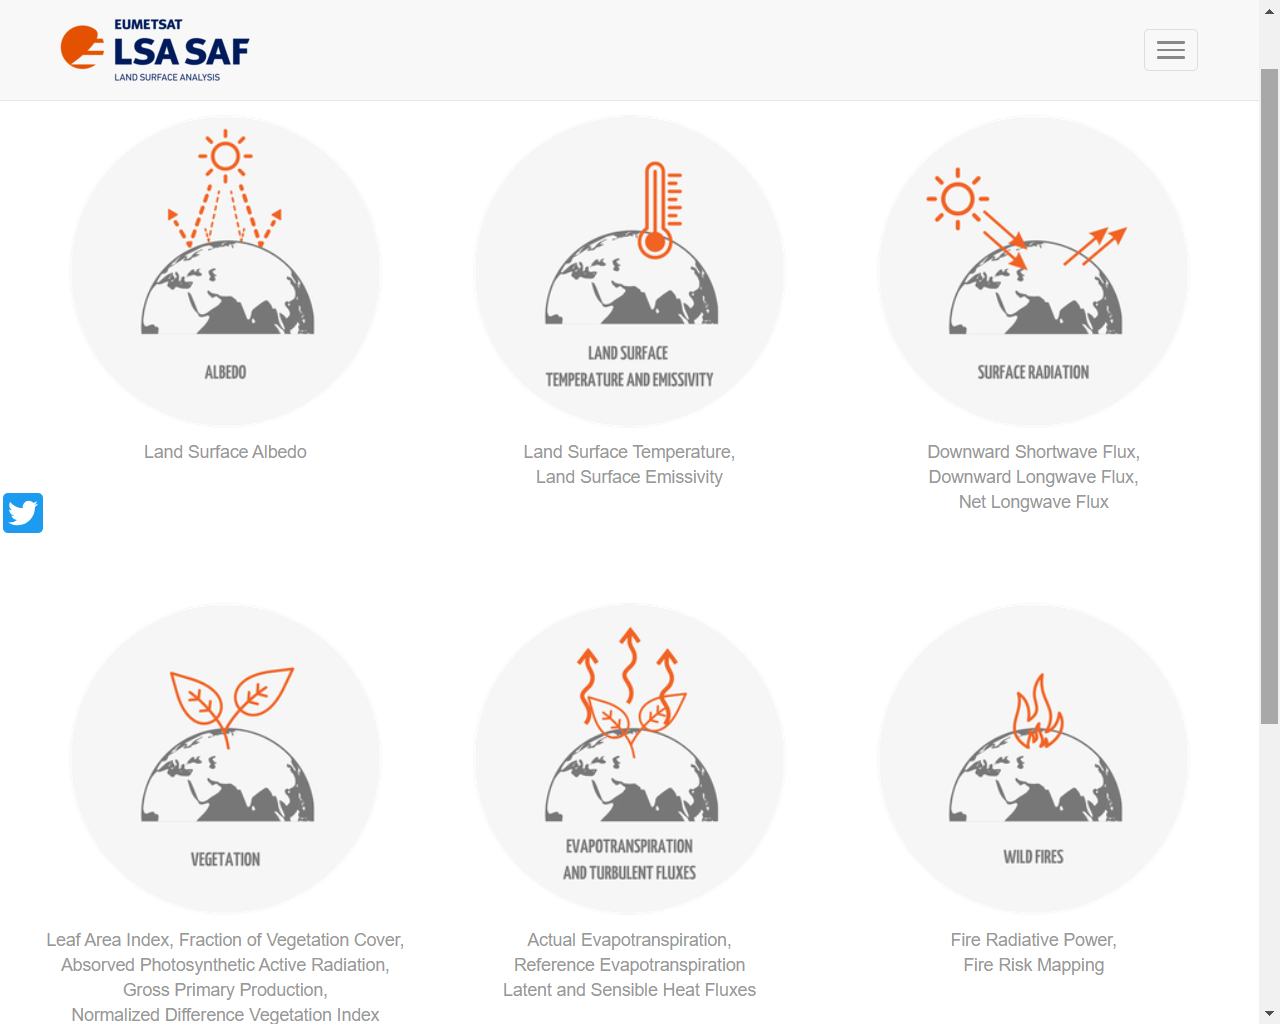 EUMETSAT
LSA SAF
LAND SURFACE ANALYSIS
ALBEDO
Land Surface Albedo
LAND SURFACE
TEMPERATURE AND EMISSIVITY
Land Surface Temperature,
Land Surface Emissivity
SURFACE RADIATION
Downward Shortwave Flux,
Downward Longwave Flux,
Net Longwave Flux
VEGETATION
Leaf Area Index, Fraction of Vegetation Cover,
Absorved Photosynthetic Active Radiation,
Gross Primary Production,
Normalized Difference Vegetation Index
EVAPOTRANSPIRATION
AND TURBULENT FLUXES
Actual Evapotranspiration,
Reference Evapotranspiration
Latent and Sensible Heat Fluxes
WILD FIRES
Fire Radiative Power,
Fire Risk Mapping